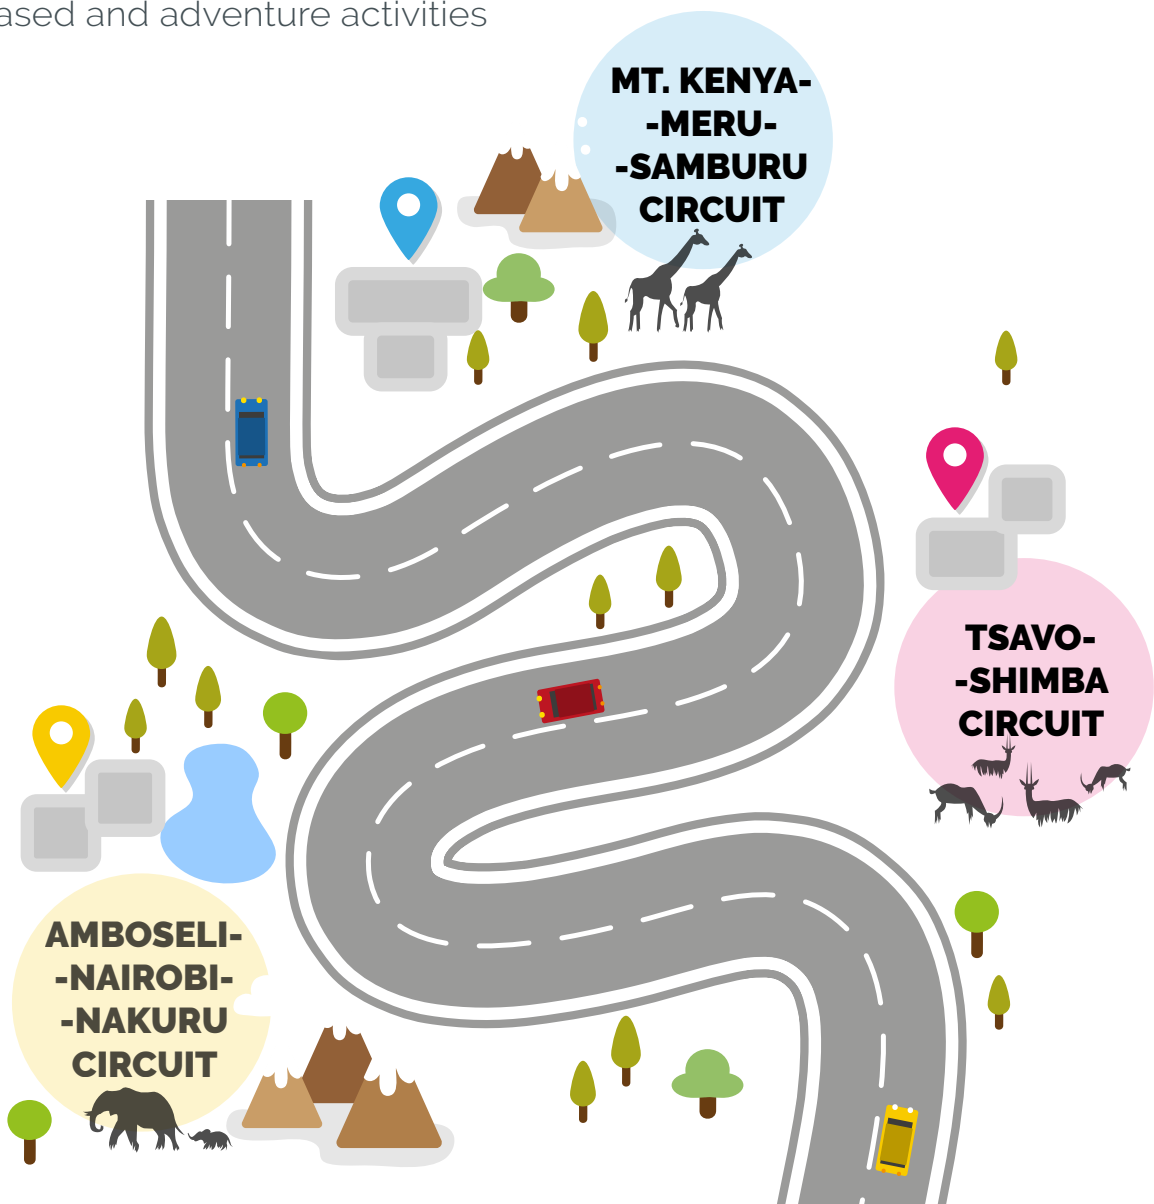 ased and adventure activities
MT. KENYA-
-MERU-
-SAMBURU
CIRCUIT
TSAVO-
-SHIMBA
CIRCUIT
AMBOSELI-
-NAIROBI-
-NAKURU
CIRCUIT